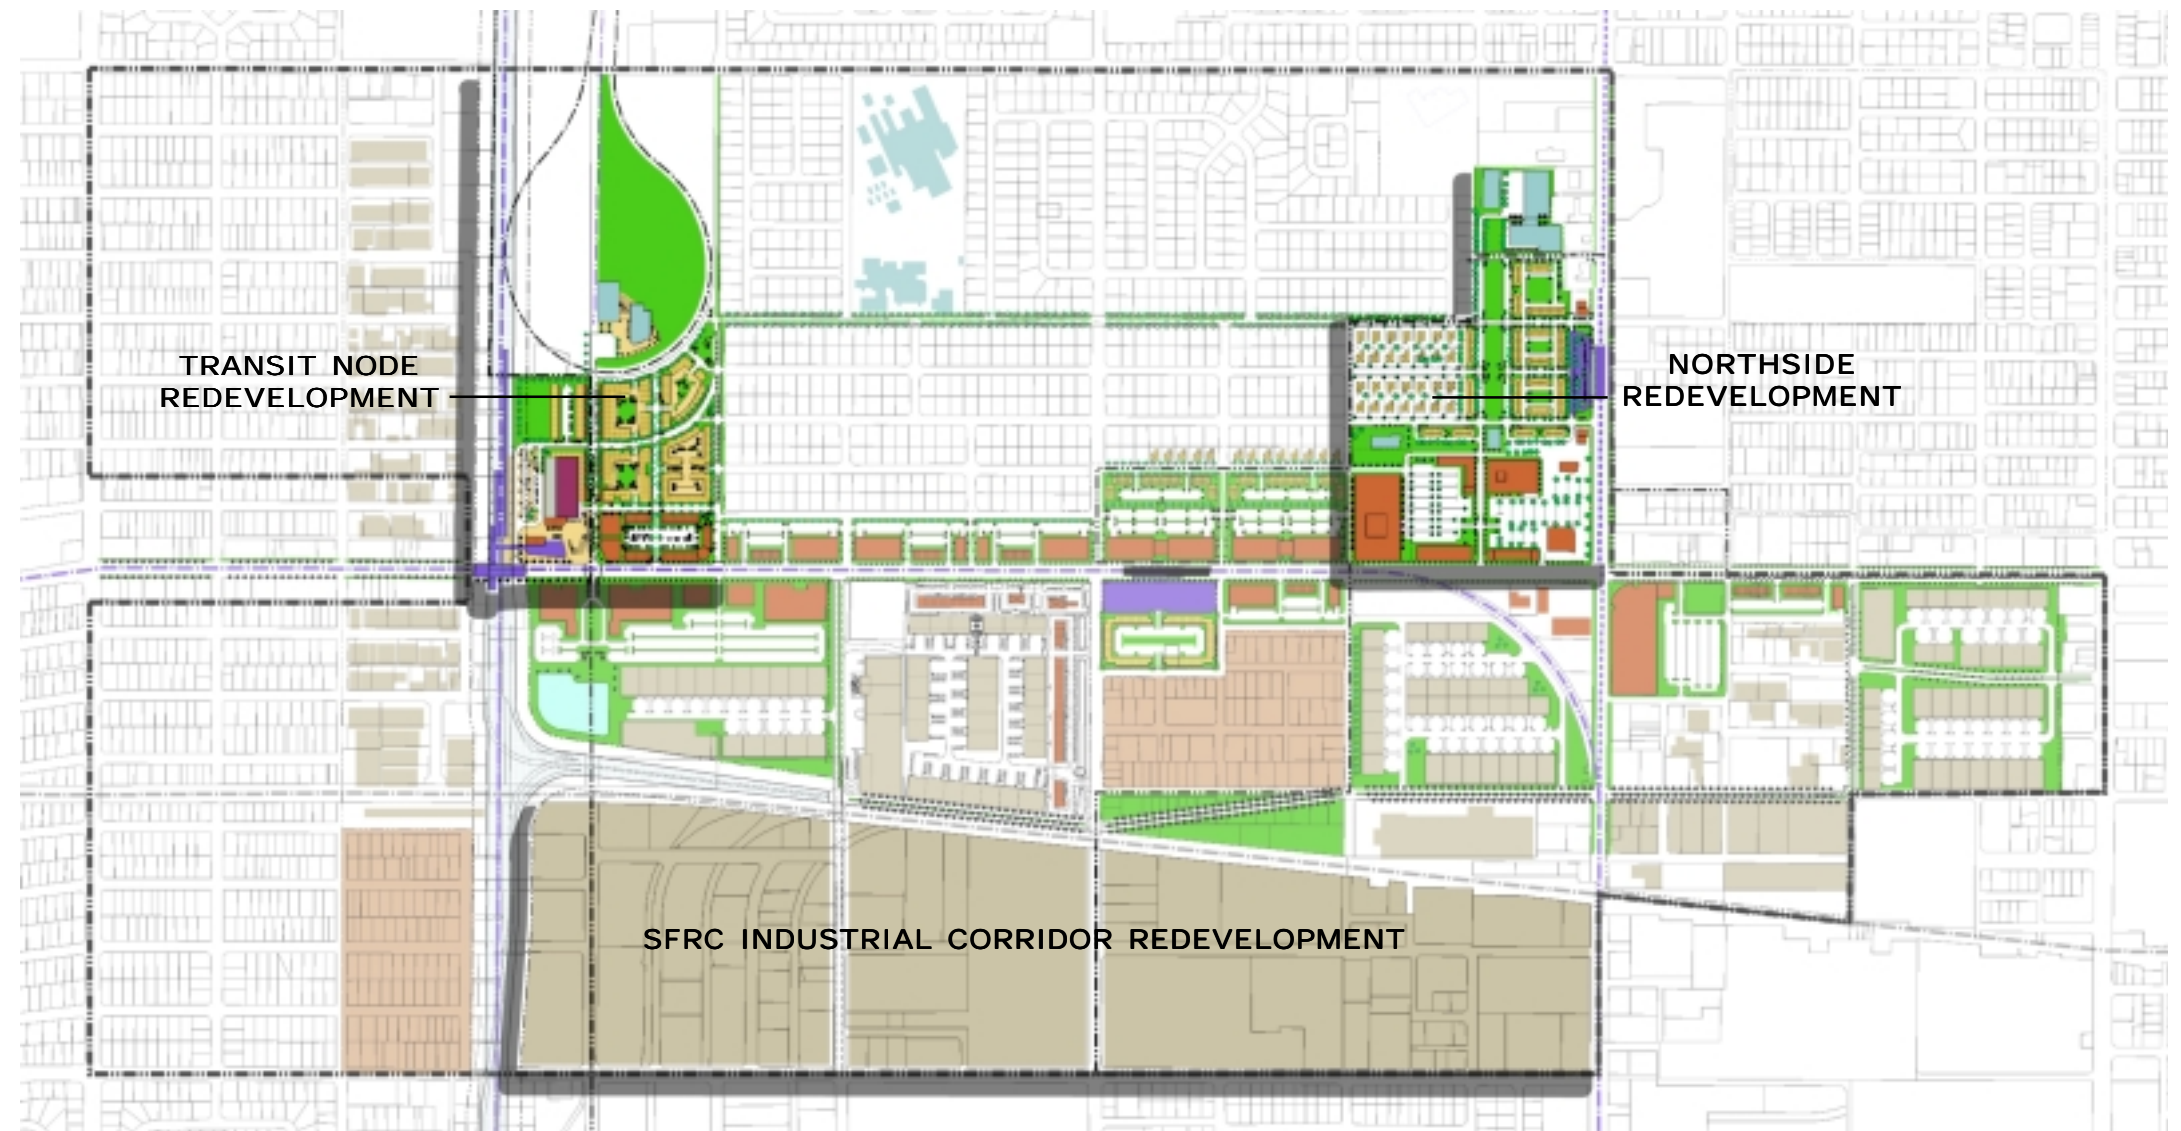 TRANSIT NODE
REDEVELOPMENT
NORTHSIDE
REDEVELOPMENT
SFRC INDUSTRIAL CORRIDOR REDEVELOPMENT